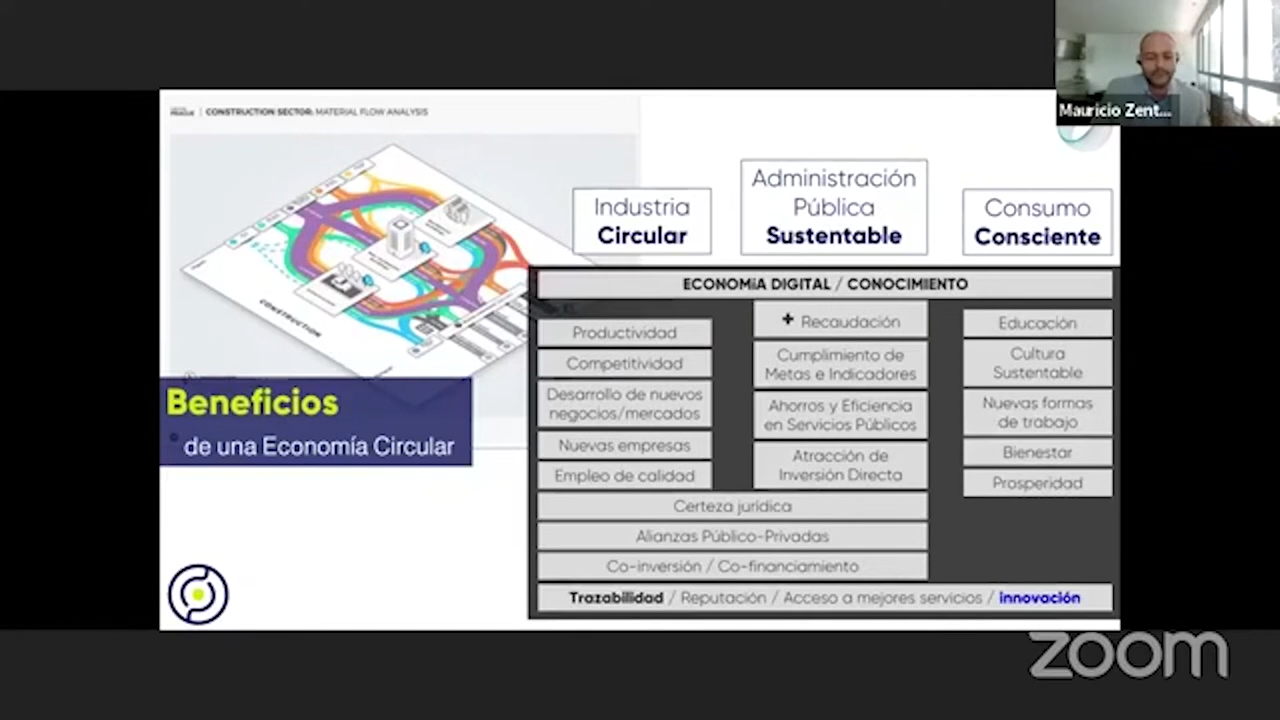 Mauricio Zent...
CONSTRUCTION SECTOR: MATERIAL FLOW ANALYSIS
CONSTRUCTION
Beneficios
de una Economía Circular
Industria
Circular
Administración
Pública
Sustentable
Consumo
Consciente
ECONOMíA DIGITAL / CONOCIMIENTO
Productividad
Competitividad
Desarrollo de nuevos
negocios/mercados
Nuevas empresas
Empleo de calidad
+ Recaudación
Cumplimiento de
Metas e Indicadores
Ahorros y Eficiencia
en Servicios Públicos
Atracción de
Inversión Directa
Educación
Cultura
Sustentable
Nuevas formas
de trabajo
Bienestar
Prosperidad
Certeza jurídica
Alianzas Público-Privadas
Co-inversión / Co-financiamiento
Trazabilidad / Reputación / Acceso a mejores servicios / innovación
zoom